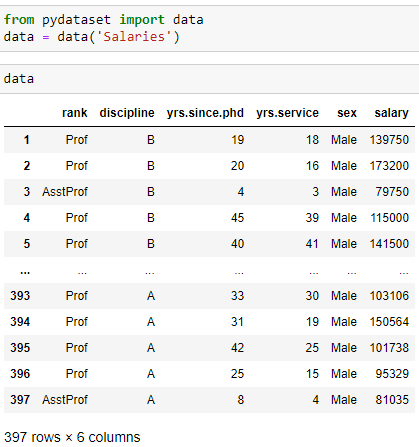 from pydataset import data
data = data('Salaries')
data
rank discipline yrs.since.phd yrs.service sex salary
1 Prof B 19 18 Male 139750
2 Prof B 20 16 Male 173200
3 AsstProf B 4 3 Male 79750
4 Prof B 45 39 Male 115000
5 Prof B 40 41 Male 141500
... ... ... ... ... ... ...
393 Prof A 33 30 Male 103106
394 Prof A 31 19 Male 150564
395 Prof A 42 25 Male 101738
396 Prof A 25 15 Male 95329
397 AsstProf A 8 4 Male 81035
397 rows × 6 columns